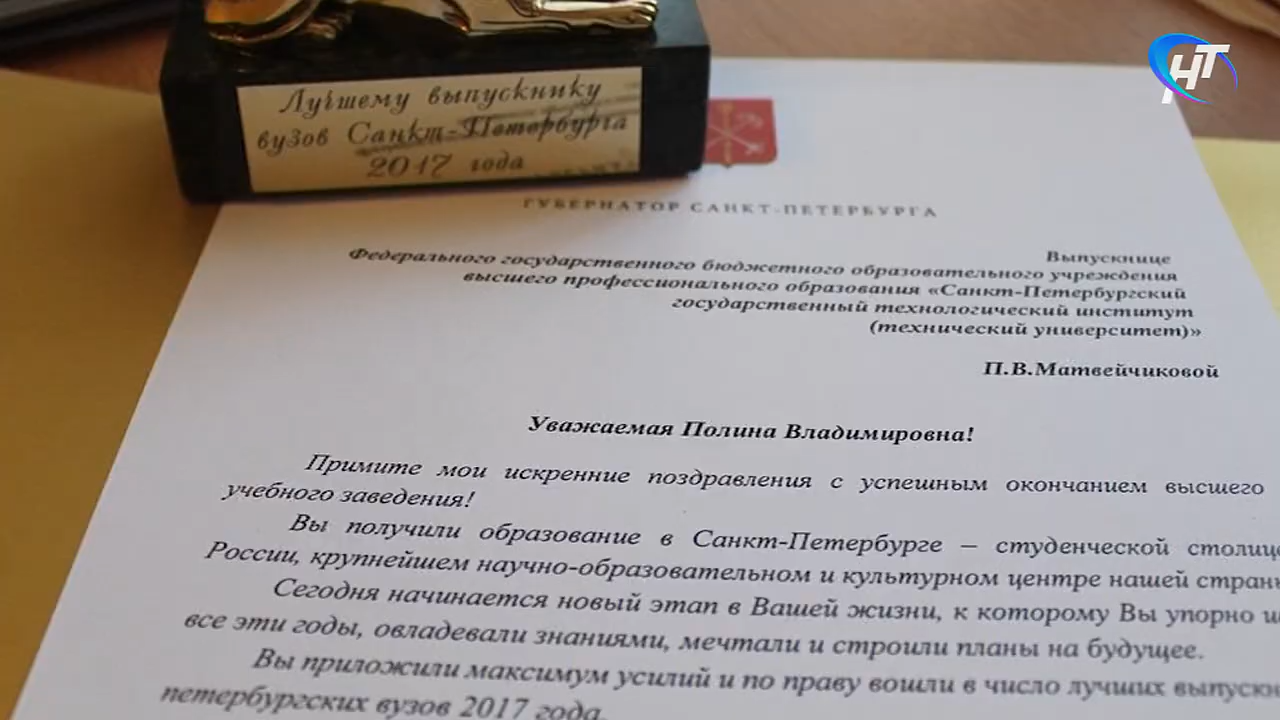 НТ
Лучшему выпускнику
вузов Санкт-Петербурга
2017 года
ГУБЕРНАТОР САНКТ-ПЕТЕРБУРГА
Выпускнице
Федерального государственного бюджетного образовательного учреждения
высшего профессионального образования «Санкт-Петербургский
государственный технологический институт
(технический университет)»
П.В.Матвейчиковой
Уважаемая Полина Владимировна!
Примите мои искренние поздравления с успешным окончанием высшего
учебного заведения!
Вы получили образование в Санкт-Петербурге – студенческой столице
России, крупнейшем научно-образовательном и культурном центре нашей стран
Сегодня начинается новый этап в Вашей жизни, к которому Вы упорно
все эти годы, овладевали знаниями, мечтали и строили планы на будущее.
Вы приложили максимум усилий и по праву вошли в число лучших выпускн
петербургских вузов 2017 года.